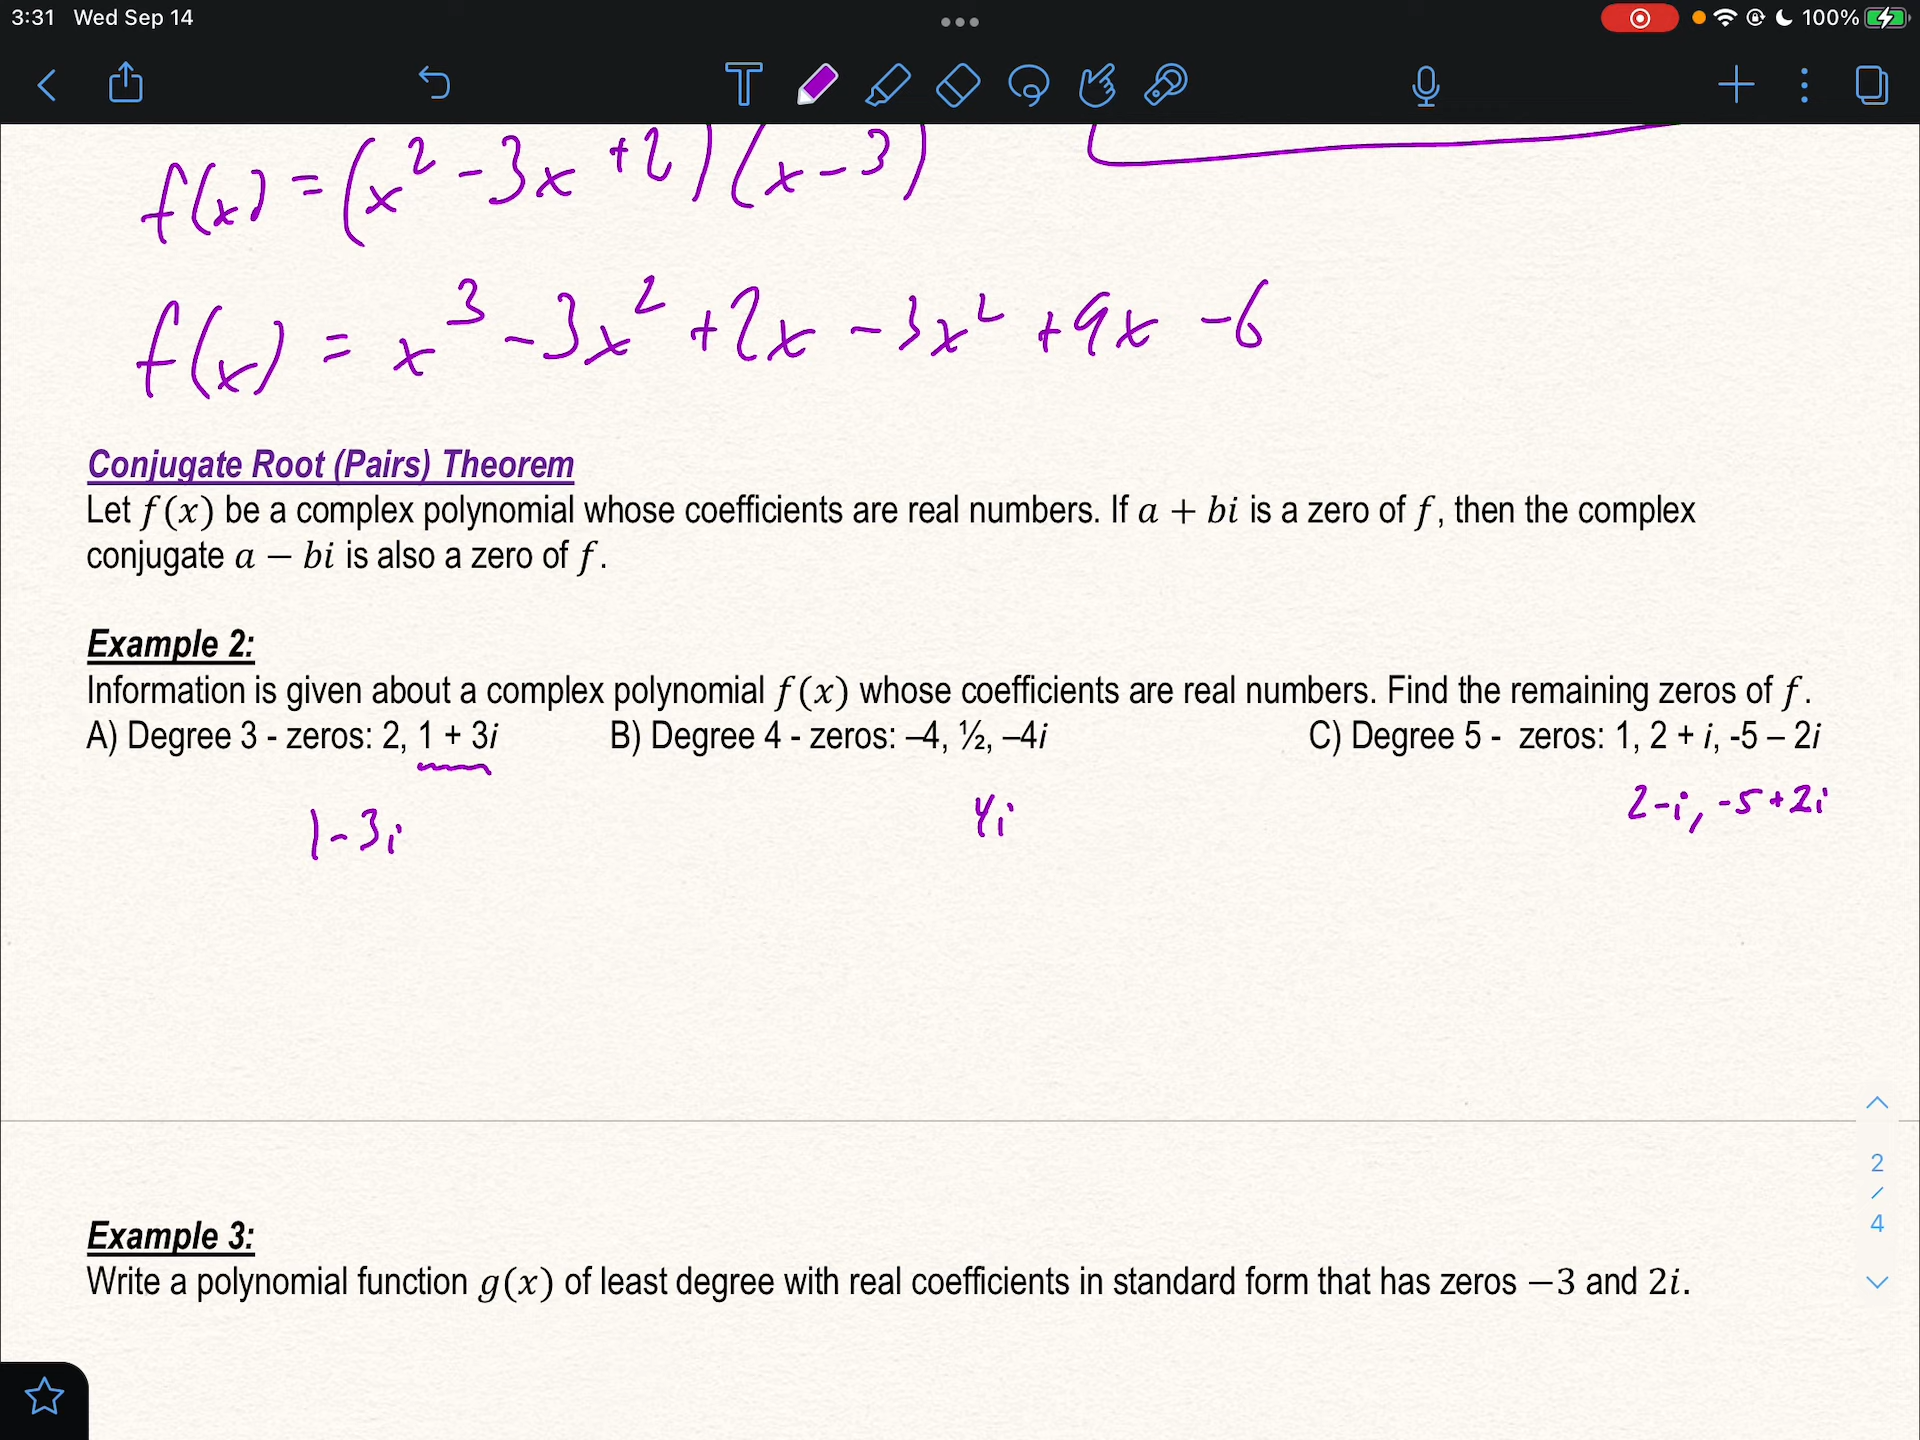 3:31 Wed Sep 14
100%
f(x) = (x² - 3x + 2)(x - 3)
f(x) = x³ - 3x² + 2x - 3x² + 9x - 6
Conjugate Root (Pairs) Theorem
Let f(x) be a complex polynomial whose coefficients are real numbers. If a + bi is a zero of f, then the complex
conjugate a − bi is also a zero of f.
Example 2:
Information is given about a complex polynomial f(x) whose coefficients are real numbers. Find the remaining zeros of f.
A) Degree 3 - zeros: 2, 1 + 3i B) Degree 4 - zeros: –4, ½, –4i C) Degree 5 - zeros: 1, 2 + i, -5 – 2i
1-3i 4i 2-i, -5+2i
2
/
4
Example 3:
Write a polynomial function g(x) of least degree with real coefficients in standard form that has zeros −3 and 2i.